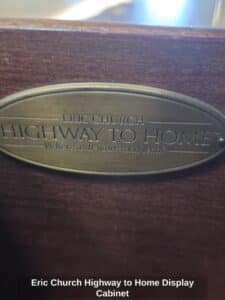 ERIC CHURCH
HIGHWAY TO HOME
Eric Church Highway to Home Display
Cabinet